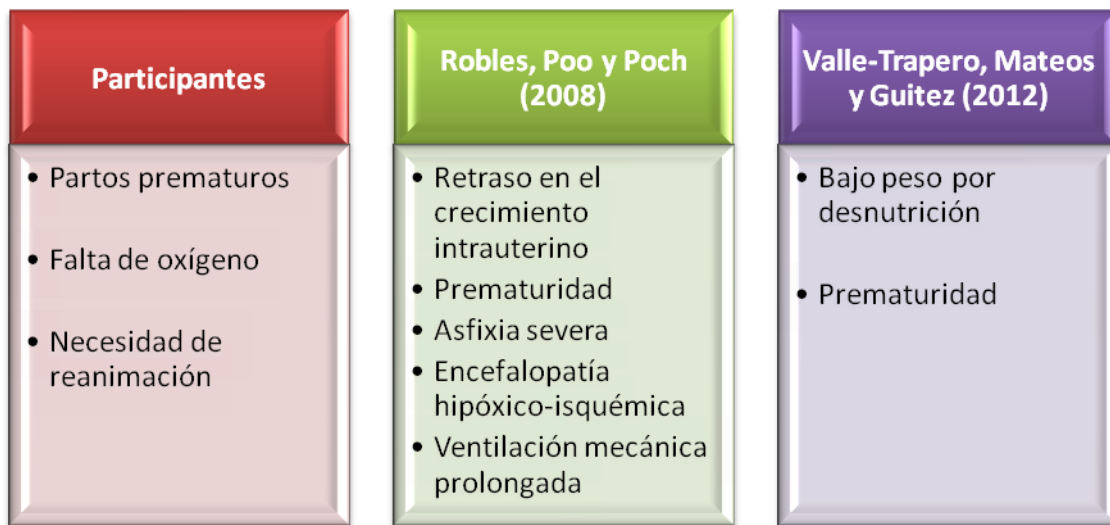 Participantes
• Partos prematuros
• Falta de oxígeno
• Necesidad de
reanimación
Robles, Poo y Poch
(2008)
• Retraso en el
crecimiento
intrauterino
• Prematuridad
• Asfixia severa
• Encefalopatía
hipóxico-isquémica
• Ventilación mecánica
prolongada
Valle-Trapero, Mateos
y Guitez (2012)
• Bajo peso por
desnutrición
• Prematuridad